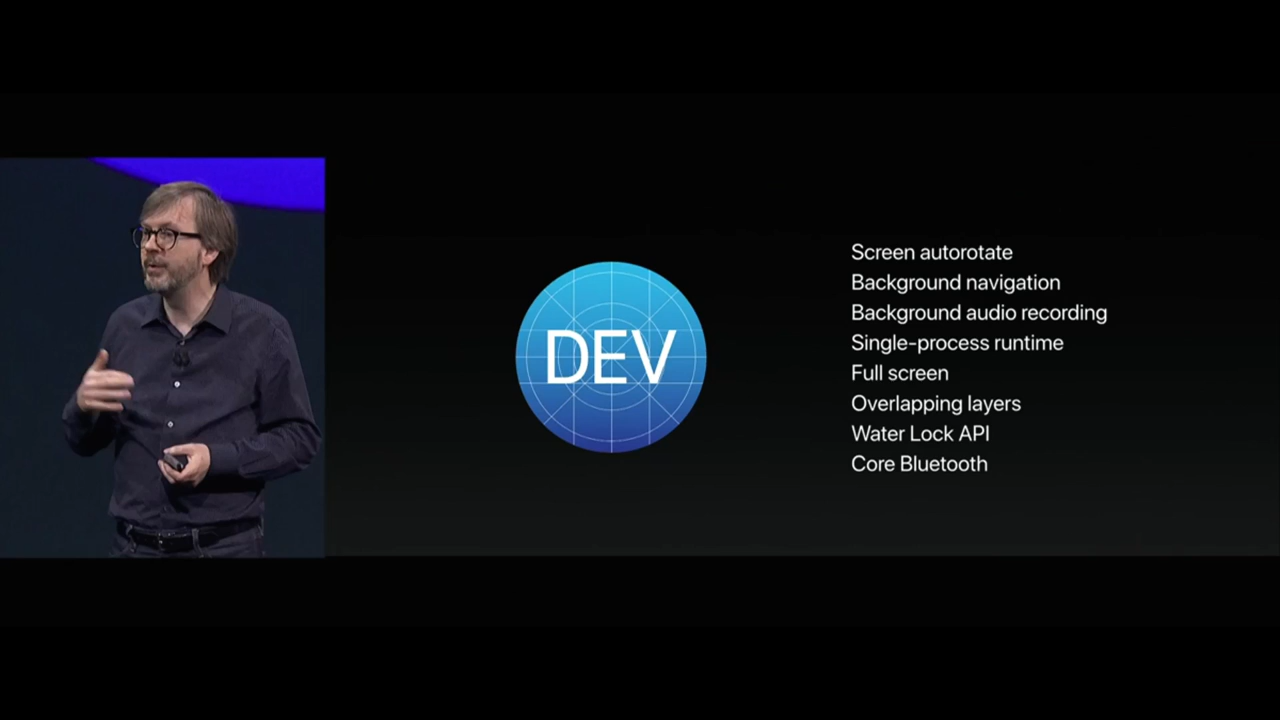 DEV
Screen autorotate
Background navigation
Background audio recording
Single-process runtime
Full screen
Overlapping layers
Water Lock API
Core Bluetooth